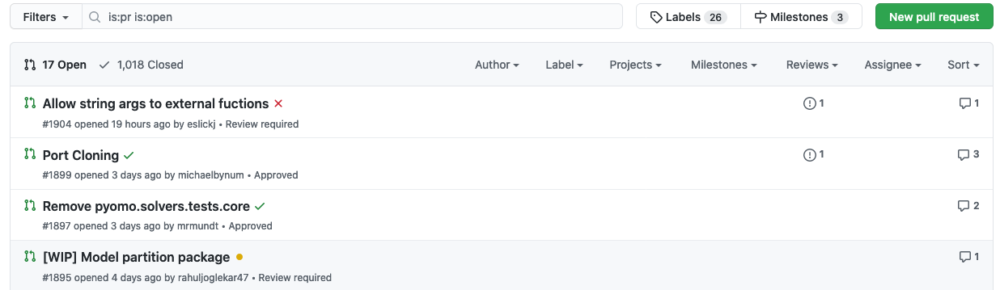 Filters is:pr is:open Labels 26 Milestones 3 New pull request
17 Open 1,018 Closed Author Label Projects Milestones Reviews Assignee Sort
Allow string args to external fuctions 1 1
#1904 opened 19 hours ago by eslickj • Review required
Port Cloning 1 3
#1899 opened 3 days ago by michaelbynum • Approved
Remove pyomo.solvers.tests.core 2
#1897 opened 3 days ago by mrmundt • Approved
[WIP] Model partition package 1
#1895 opened 4 days ago by rahuljoglekar47 • Review required